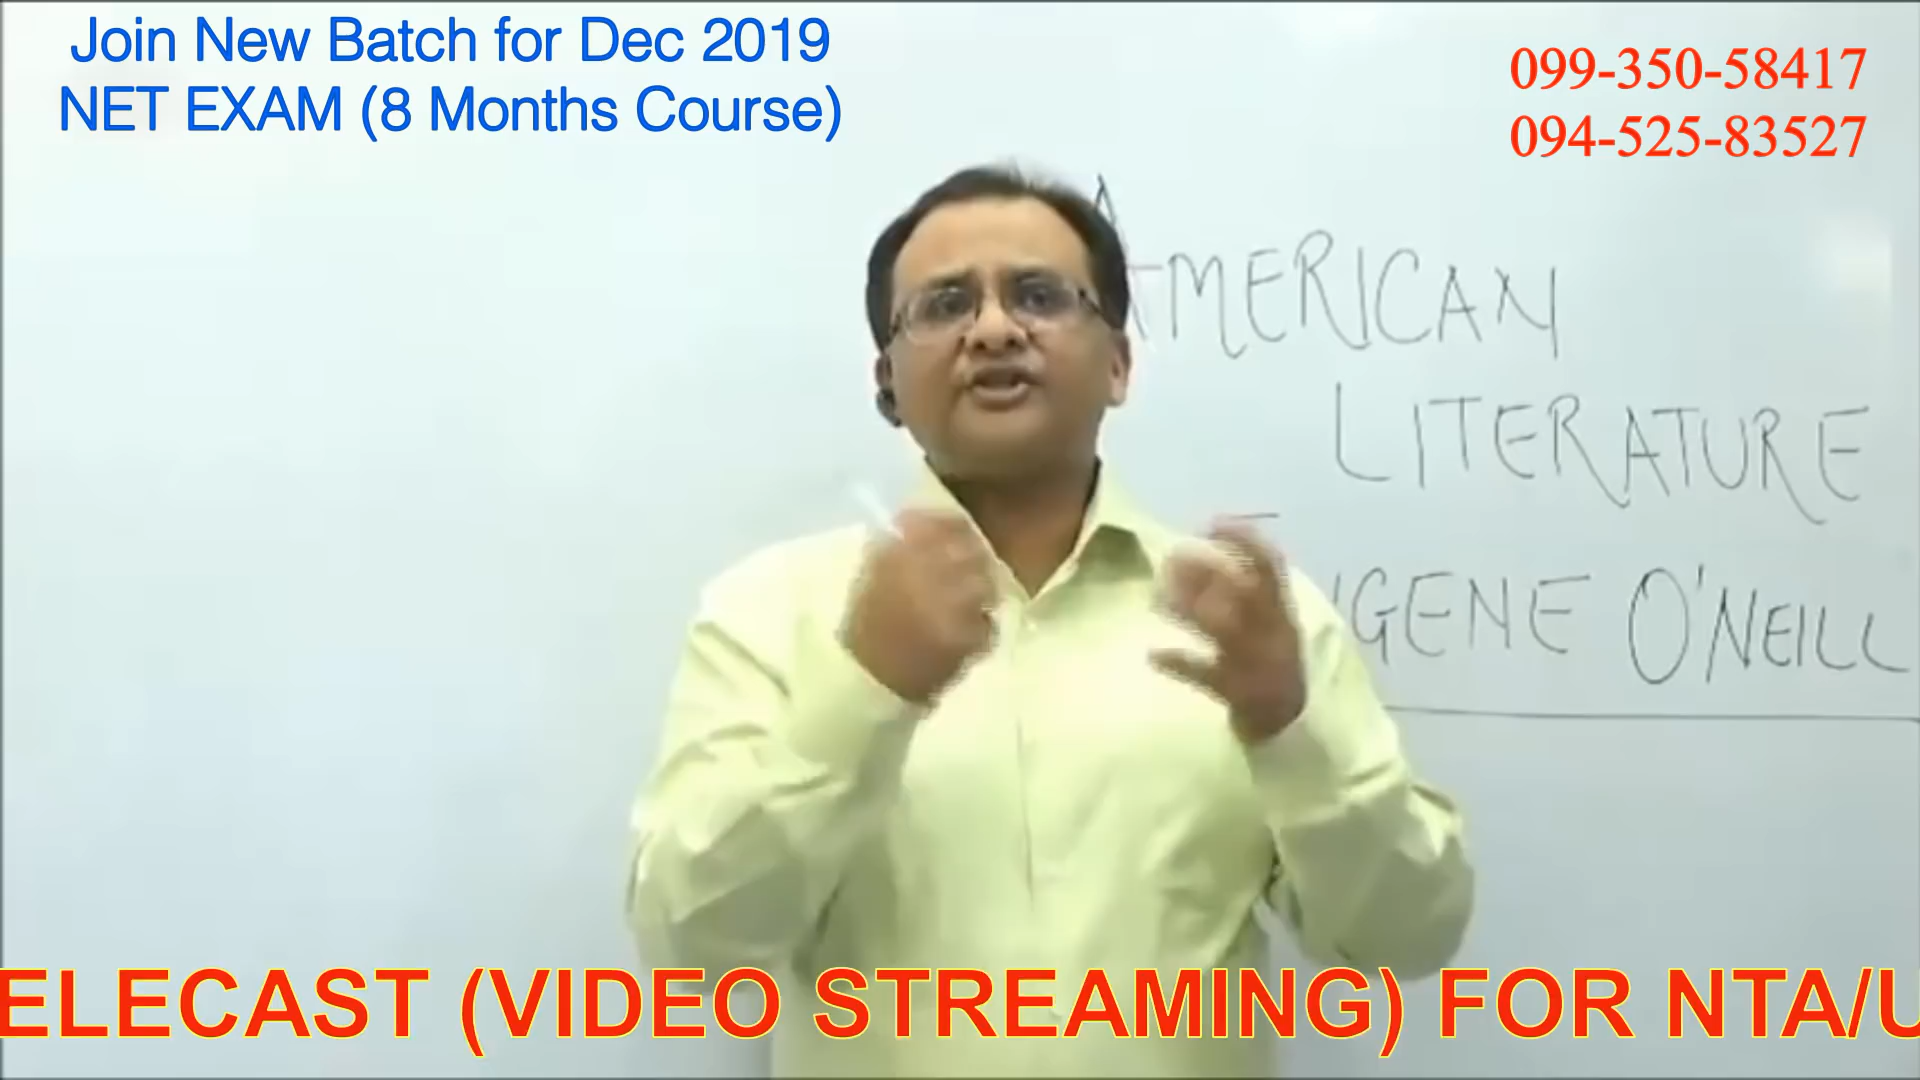 Join New Batch for Dec 2019
NET EXAM (8 Months Course)
099-350-58417
094-525-83527
AMERICAN
LITERATURE
GENE O'NEILL
ELECAST (VIDEO STREAMING) FOR NTA/U